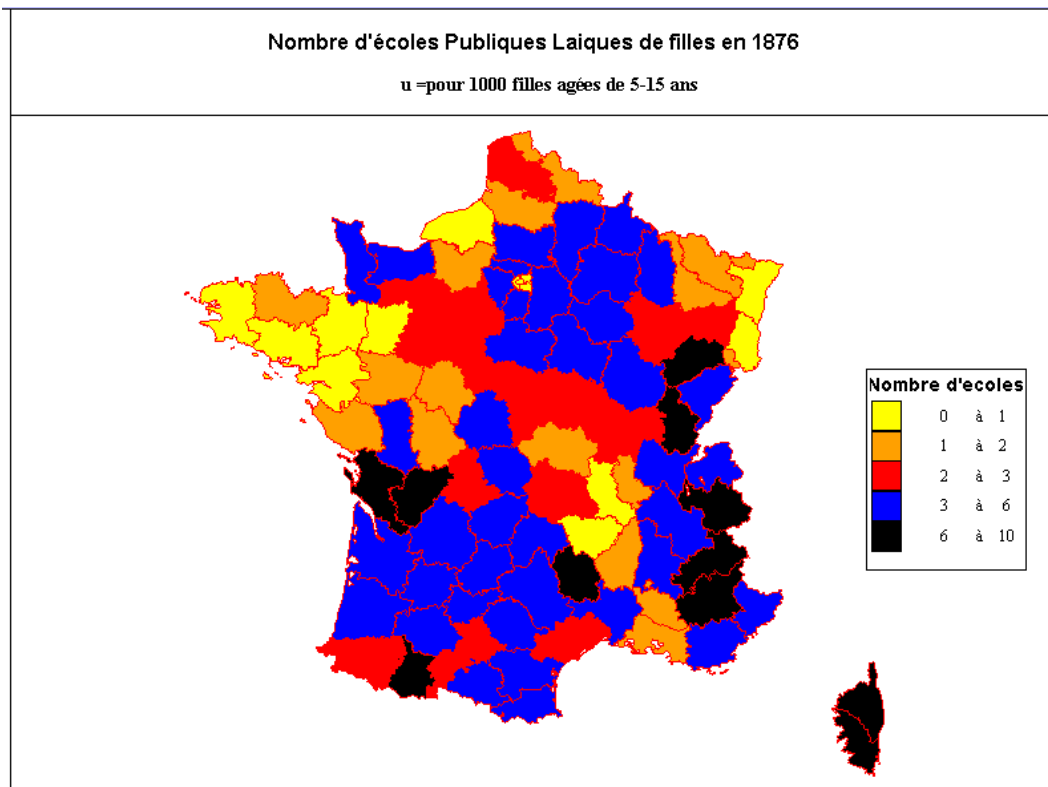 Nombre d'écoles Publiques Laiques de filles en 1876
u =pour 1000 filles agées de 5-15 ans
Nombre d'ecoles
0 à 1
1 à 2
2 à 3
3 à 6
6 à 10